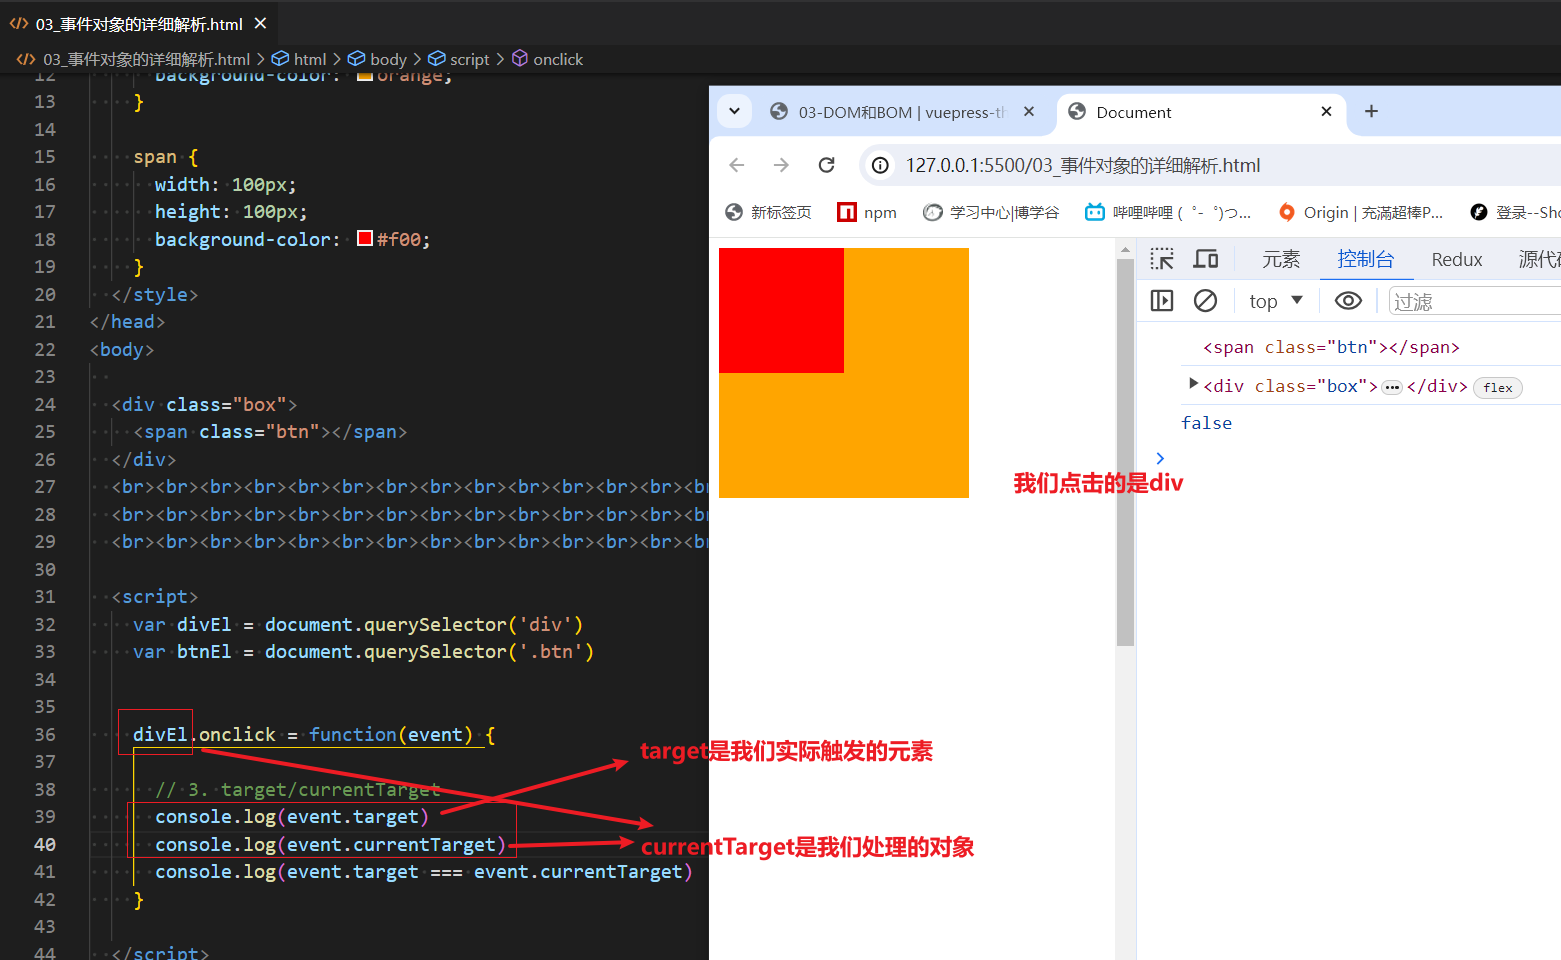 03_事件对象的详细解析.html
03_事件对象的详细解析.html > html > body > script > onclick
12 background-color: orange;
13 }
14
15 span {
16 width: 100px;
17 height: 100px;
18 background-color: #f00;
19 }
20 </style>
21 </head>
22 <body>
23
24 <div class="box">
25 <span class="btn"></span>
26 </div>
27 <br><br><br><br><br><br><br><br><br><br><br><br><br><br
28 <br><br><br><br><br><br><br><br><br><br><br><br><br><br
29 <br><br><br><br><br><br><br><br><br><br><br><br><br><br
30
31 <script>
32 var divEl = document.querySelector('div')
33 var btnEl = document.querySelector('.btn')
34
35
36 divEl.onclick = function(event) {
37
38 // 3. target/currentTarget
39 console.log(event.target)
40 console.log(event.currentTarget)
41 console.log(event.target === event.currentTarget)
42 }
43
44 </script>
03-DOM和BOM | vuepress-th
Document
127.0.0.1:5500/03_事件对象的详细解析.html
新标签页 npm 学习中心|博学谷 哔哩哔哩 ( ゜- ゜)つ... Origin | 充滿超棒P... 登录--Sho
元素 控制台 Redux 源代码
top 过滤
<span class="btn"></span>
<div class="box">…</div> flex
false
我们点击的是div
target是我们实际触发的元素
currentTarget是我们处理的对象